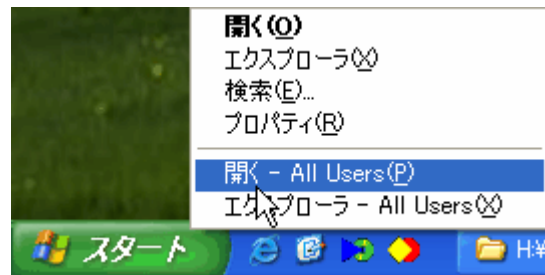 開く(O)
エクスプローラ(X)
検索(E)...
プロパティ(R)
開く - All Users(P)
エクスプローラ - All Users(X)
スタート
H:¥